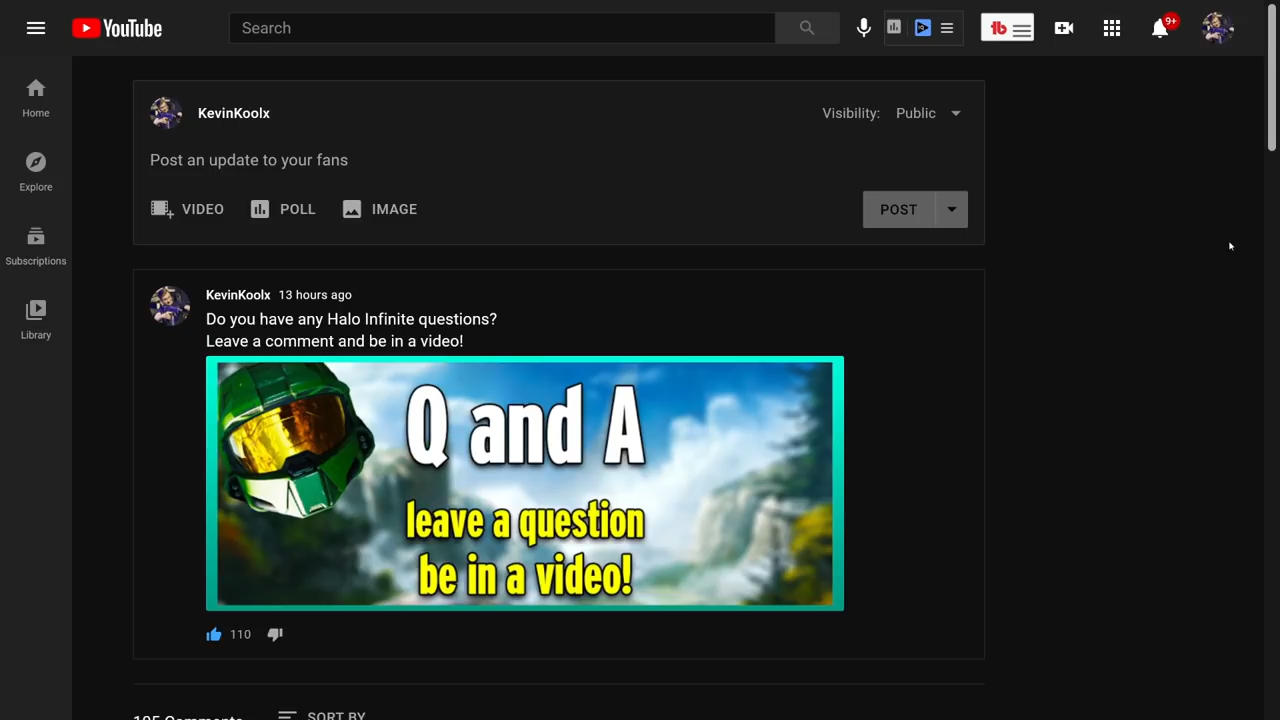 YouTube
Search
tb
9+
Home
Explore
Subscriptions
Library
KevinKoolx
Visibility: Public
Post an update to your fans
VIDEO POLL IMAGE
POST
KevinKoolx 13 hours ago
Do you have any Halo Infinite questions?
Leave a comment and be in a video!
Q and A
leave a question
be in a video!
110
SORT BY